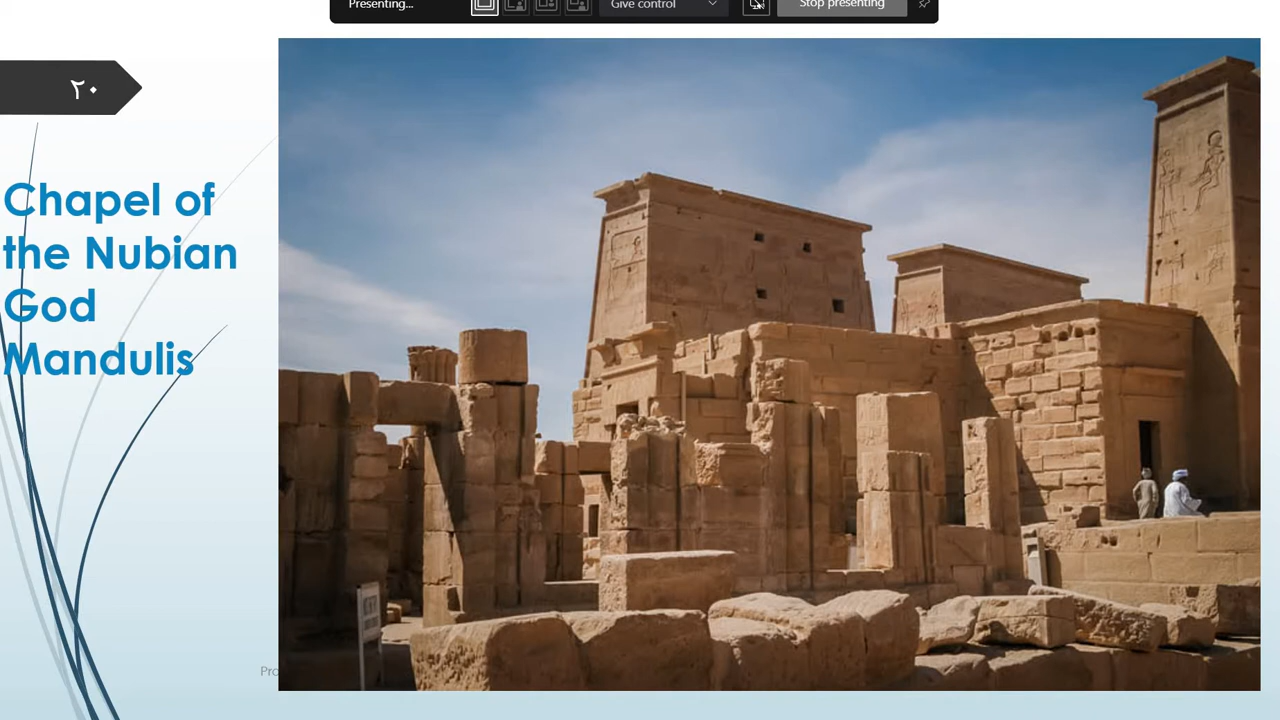 Presenting...
Give control
Stop presenting
٢٠
Chapel of
the Nubian
God
Mandulis